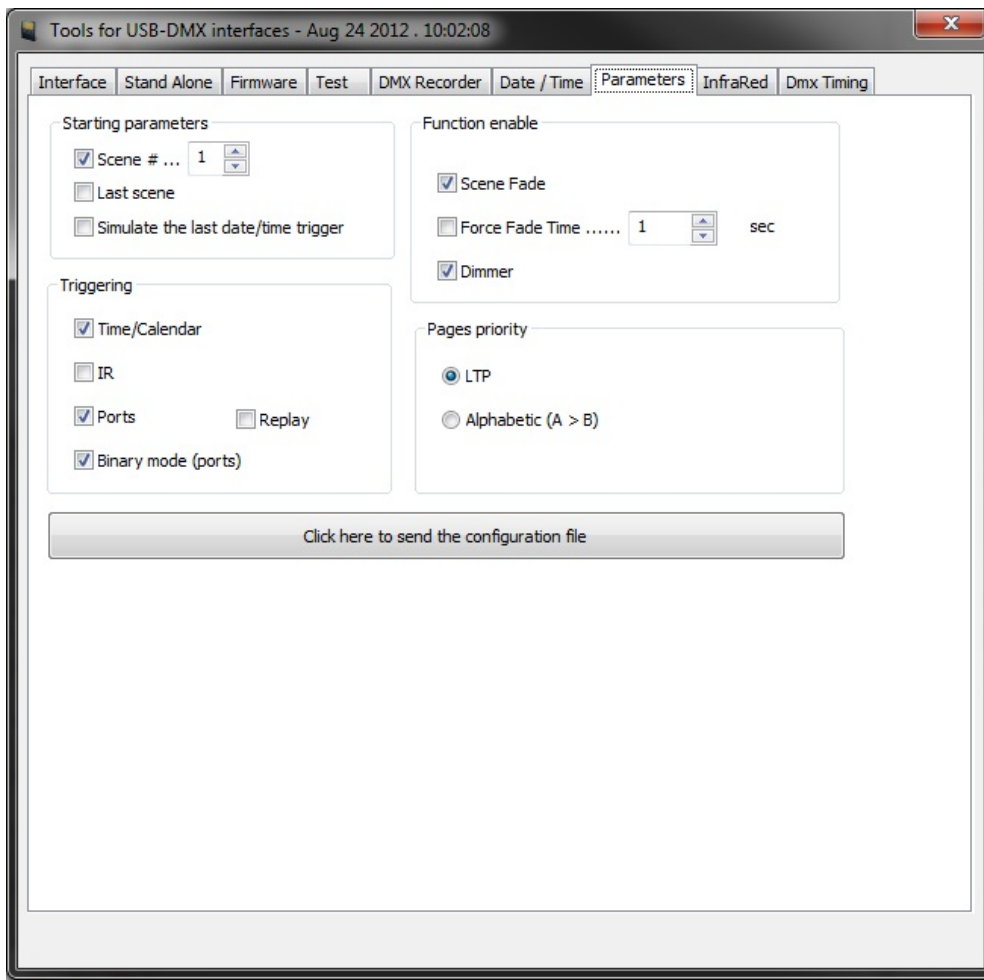 Tools for USB-DMX interfaces - Aug 24 2012 . 10:02:08
Interface Stand Alone Firmware Test DMX Recorder Date / Time Parameters InfraRed Dmx Timing
Starting parameters
Scene # ... 1
Last scene
Simulate the last date/time trigger
Function enable
Scene Fade
Force Fade Time ...... 1 sec
Dimmer
Triggering
Time/Calendar
IR
Ports Replay
Binary mode (ports)
Pages priority
LTP
Alphabetic (A > B)
Click here to send the configuration file